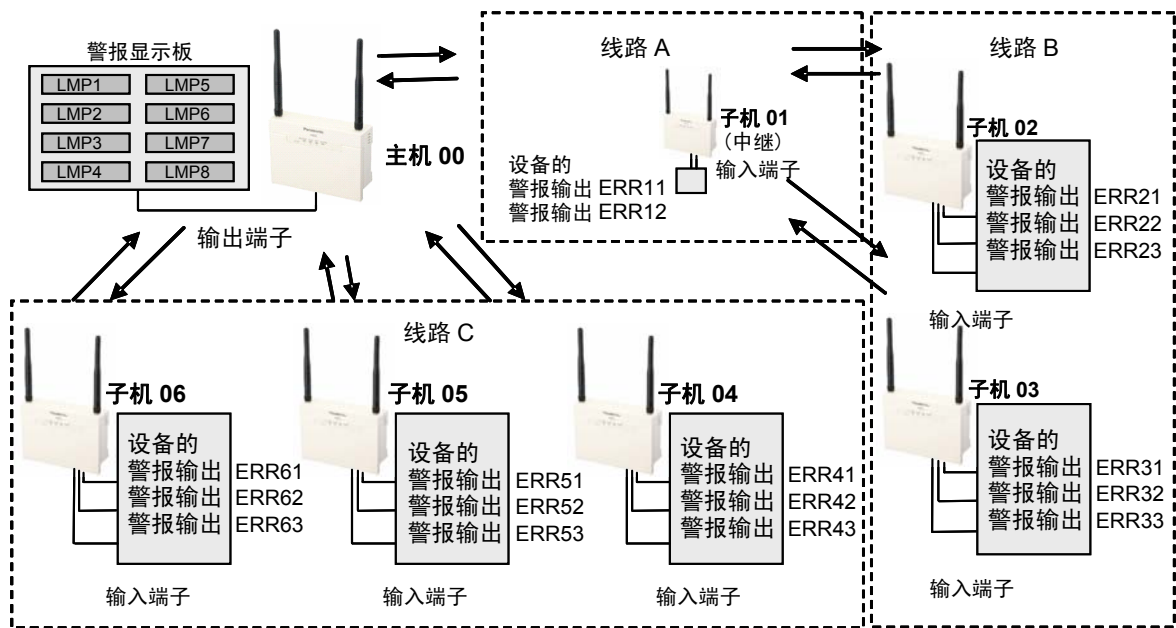 警报显示板
LMP1
LMP2
LMP3
LMP4
LMP5
LMP6
LMP7
LMP8
Panasonic
主机 00
输出端子
线路 A
子机 01
(中继)
输入端子
设备的
警报输出 ERR11
警报输出 ERR12
线路 B
子机 02
设备的
警报输出 ERR21
警报输出 ERR22
警报输出 ERR23
输入端子
子机 03
设备的
警报输出 ERR31
警报输出 ERR32
警报输出 ERR33
输入端子
线路 C
子机 06
设备的
警报输出 ERR61
警报输出 ERR62
警报输出 ERR63
输入端子
子机 05
设备的
警报输出 ERR51
警报输出 ERR52
警报输出 ERR53
输入端子
子机 04
设备的
警报输出 ERR41
警报输出 ERR42
警报输出 ERR43
输入端子